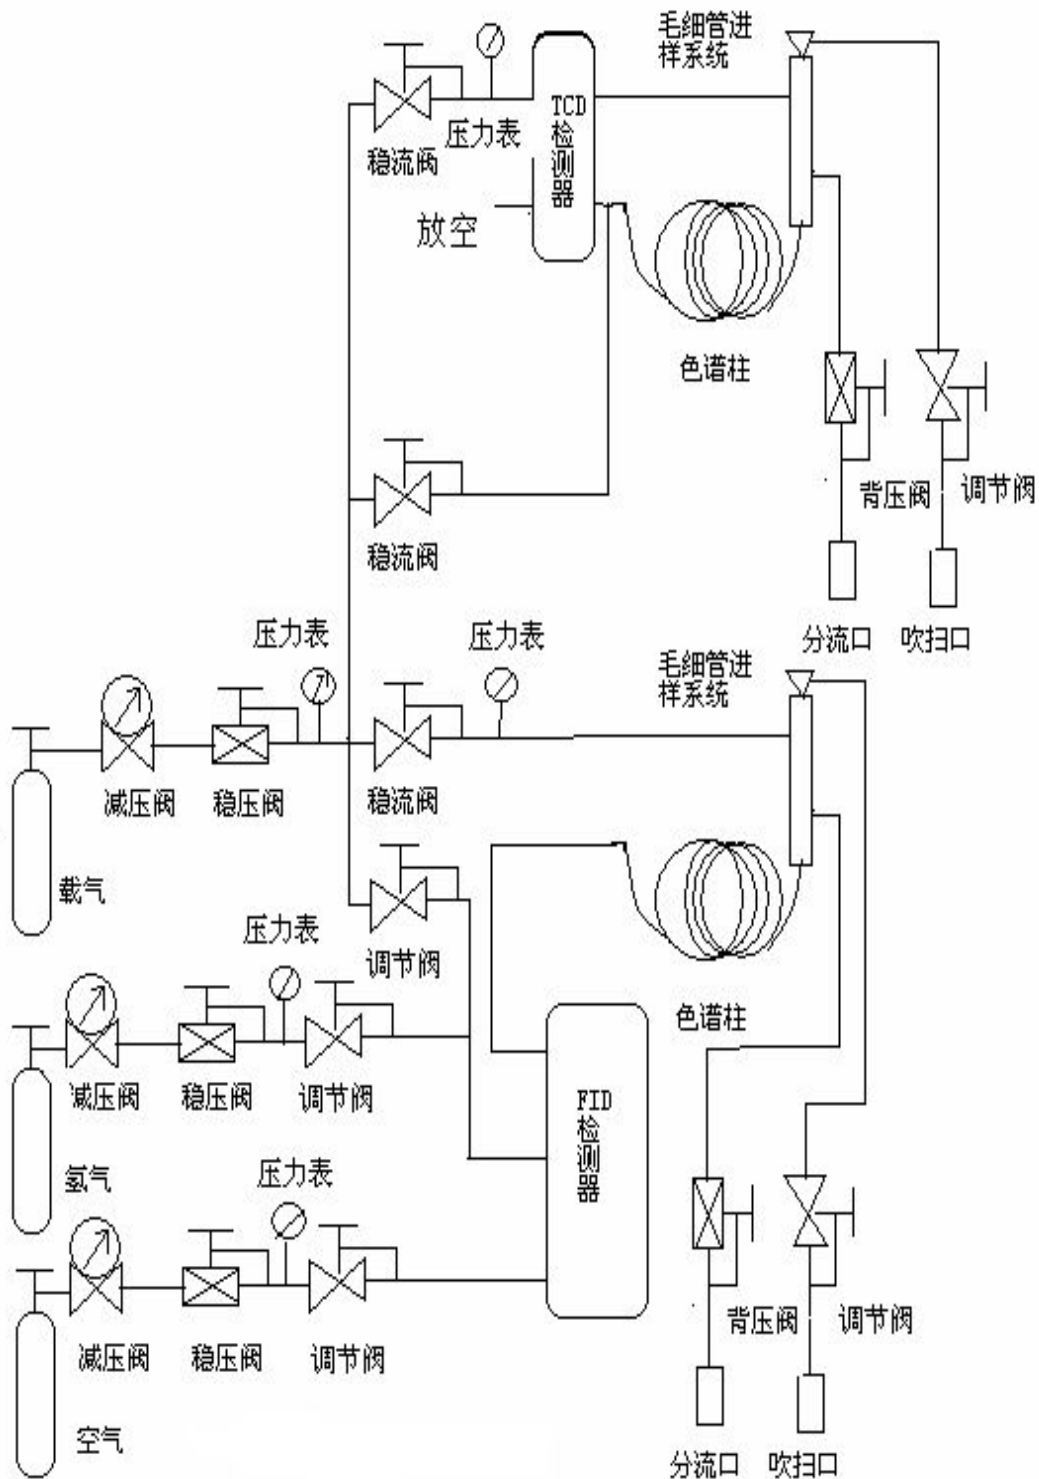 毛细管进
样系统
TCD
检
测
器
压力表
稳流阀
放空
色谱柱
背压阀
调节阀
稳流阀
分流口
吹扫口
压力表
压力表
毛细管进
样系统
减压阀
稳压阀
稳流阀
载气
压力表
调节阀
色谱柱
减压阀
稳压阀
调节阀
FID
检
测
器
氢气
压力表
背压阀
调节阀
减压阀
稳压阀
调节阀
空气
分流口
吹扫口